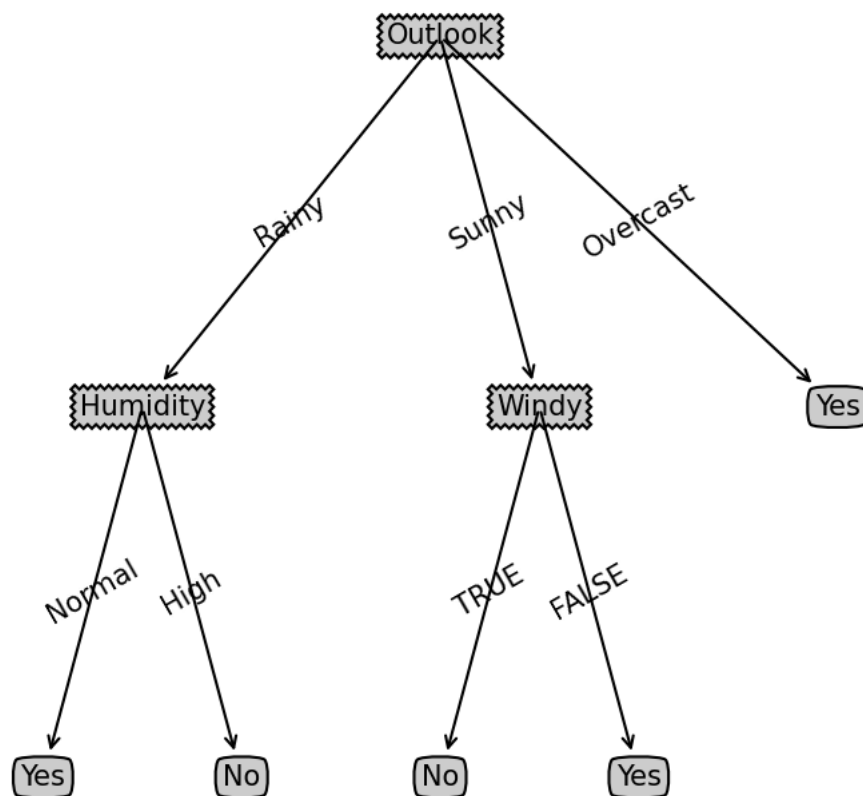 Outlook
Rainy
Sunny
Overcast
Humidity
Windy
Yes
Normal
High
TRUE
FALSE
Yes
No
No
Yes